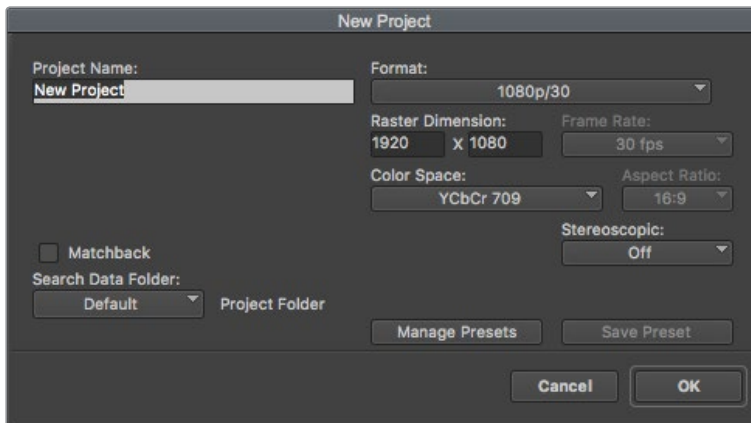 New Project
Project Name:
New Project
Format:
1080p/30
Raster Dimension:
1920 X 1080
Frame Rate:
30 fps
Color Space:
YCbCr 709
Aspect Ratio:
16:9
Stereoscopic:
Off
Matchback
Search Data Folder:
Default
Project Folder
Manage Presets
Save Preset
Cancel
OK